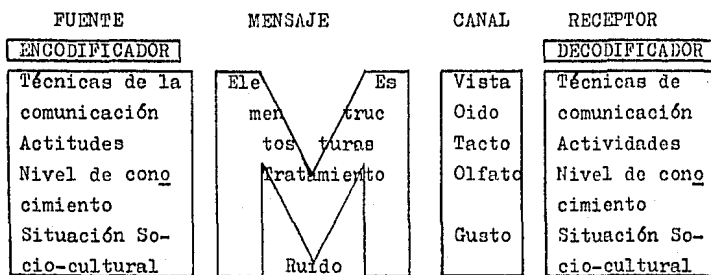 FUENTE MENSAJE CANAL RECEPTOR
ENCODIFICADOR DECODIFICADOR
Técnicas de la Ele Es Vista Técnicas de
comunicación men truc Oido comunicación
Actitudes tos turas Tacto Actividades
Nivel de cono Tratamiento Olfato Nivel de cono
cimiento cimiento
Situación So- Gusto Situación So-
cio-cultural Ruído cio-cultural